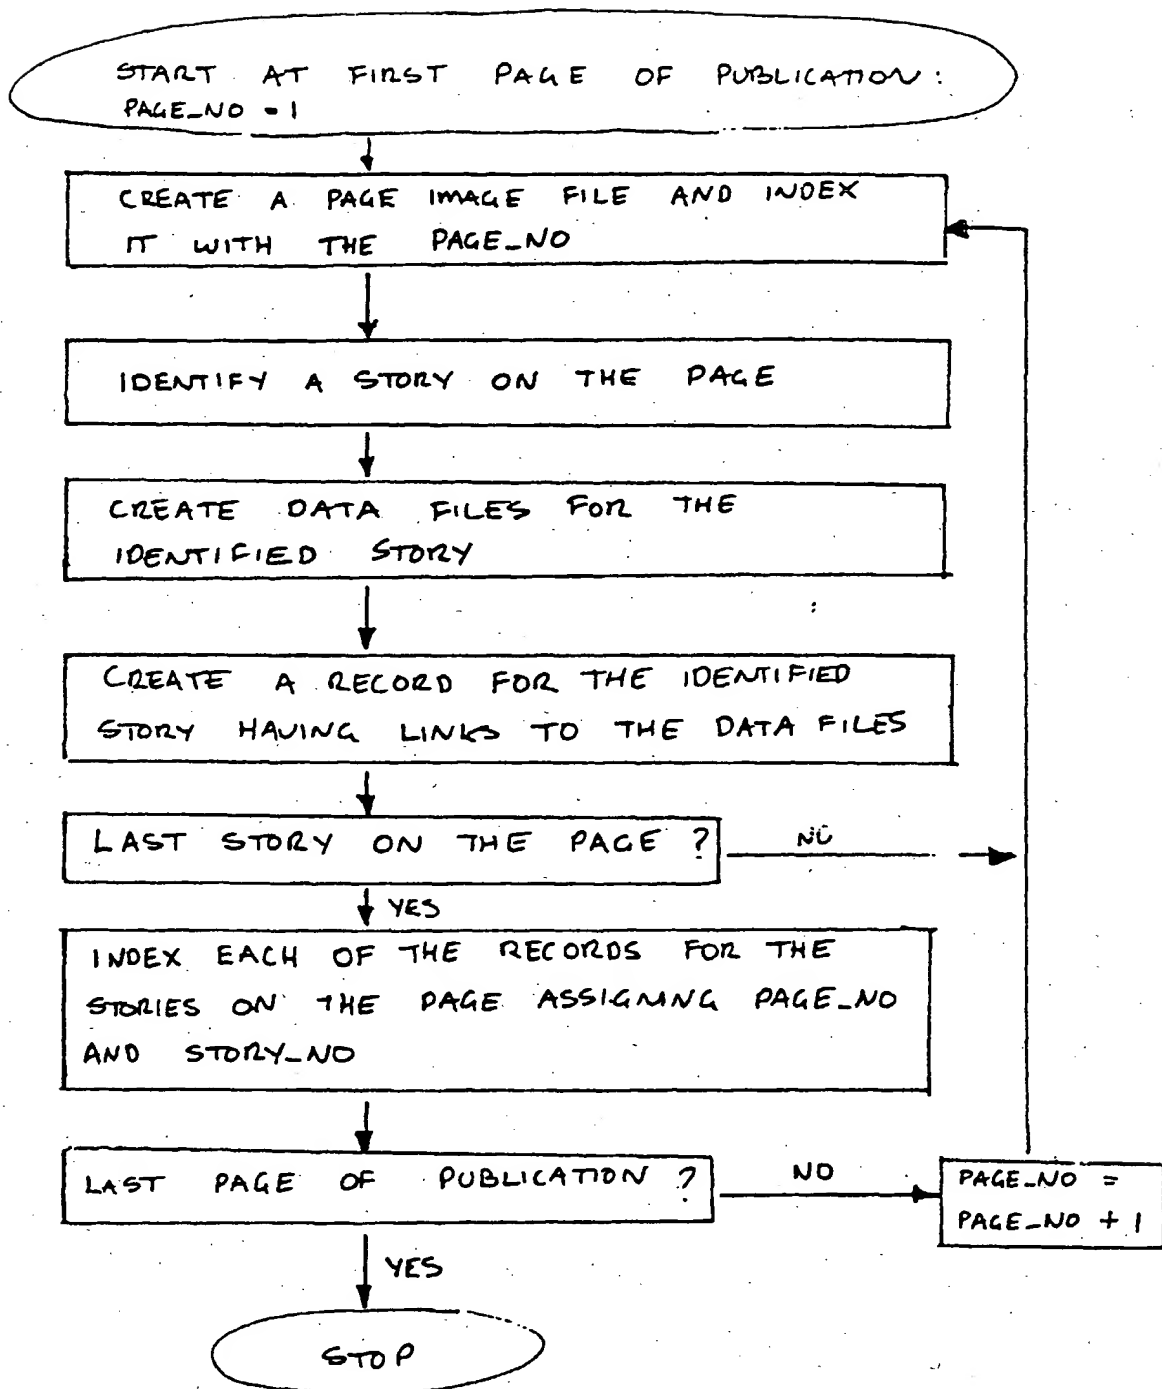 START AT FIRST PAGE OF PUBLICATION:
PAGE_NO = 1
CREATE A PAGE IMAGE FILE AND INDEX
IT WITH THE PAGE_NO
IDENTIFY A STORY ON THE PAGE
CREATE DATA FILES FOR THE
IDENTIFIED STORY
CREATE A RECORD FOR THE IDENTIFIED
STORY HAVING LINKS TO THE DATA FILES
LAST STORY ON THE PAGE ?
NO
YES
INDEX EACH OF THE RECORDS FOR THE
STORIES ON THE PAGE ASSIGNING PAGE_NO
AND STORY_NO
LAST PAGE OF PUBLICATION ?
NO
PAGE_NO =
PAGE_NO + 1
YES
STOP